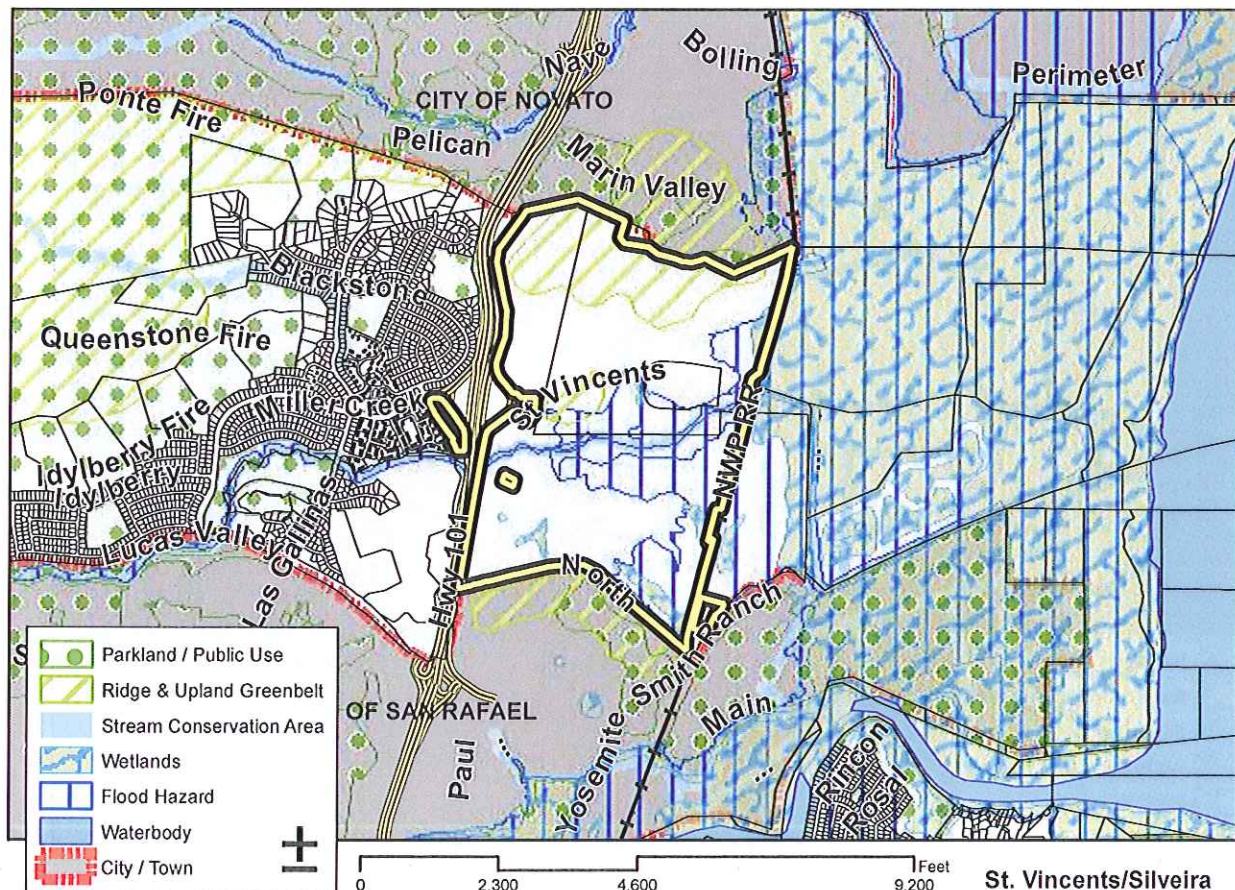 Nave
Bolling
Perimeter
Ponte Fire
CITY OF NOVATO
Pelican
Marin Valley
Blackstone
Queenstone Fire
St Vincents
Miller Creek
Idylberry Fire
Idylberry
N.W.P. RR
Lucas Valley
Las Gallinas
Hwy 101
North
Smith Ranch
OF SAN RAFAEL
Main
Paul
Yosemite
Rincon
Rosal
S
Parkland / Public Use
Ridge & Upland Greenbelt
Stream Conservation Area
Wetlands
Flood Hazard
Waterbody
City / Town
Feet
0 2,300 4,600 9,200
St. Vincents/Silveira